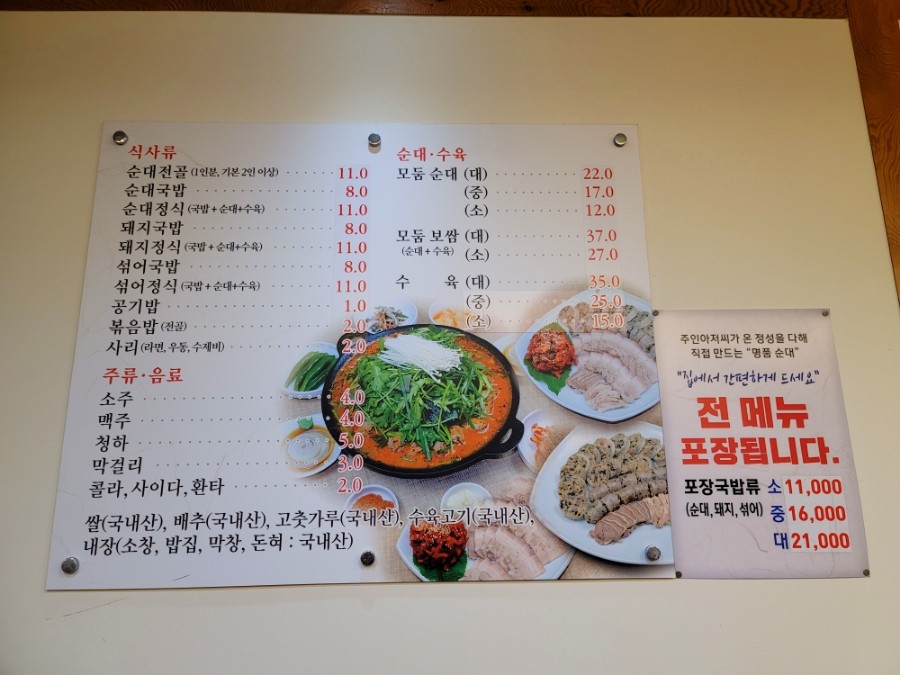 식사류
순대전골 (1인분, 기본 2인 이상) ······ 11.0
순대국밥 ············ 8.0
순대정식 (국밥 + 순대+수육) ······ 11.0
돼지국밥 ············ 8.0
돼지정식 (국밥 + 순대+수육) ······ 11.0
섞어국밥 ············ 8.0
섞어정식 (국밥 + 순대+수육) ······ 11.0
공기밥 ············ 1.0
볶음밥 (전골) ············ 2.0
사리 (라면, 우동, 수제비) ········ 2.0
주류·음료
소주 ············ 4.0
맥주 ············ 4.0
청하 ············ 5.0
막걸리 ············ 3.0
콜라, 사이다, 환타 ········ 2.0
순대·수육
모둠 순대 (대) ········ 22.0
(중) ········ 17.0
(소) ········ 12.0
모둠 보쌈 (대) ········ 37.0
(순대 + 수육) (소) ········ 27.0
수 육 (대) ········ 35.0
(중) ········ 25.0
(소) ········ 15.0
쌀(국내산), 배추(국내산), 고춧가루(국내산), 수육고기(국내산),
내장(소창, 밥집, 막창, 돈혀 : 국내산)
주인아저씨가 온 정성을 다해
직접 만드는 "명품 순대"
"집에서 간편하게 드세요"
전 메뉴
포장됩니다.
포장국밥류 소 11,000
(순대, 돼지, 섞어) 중 16,000
대 21,000